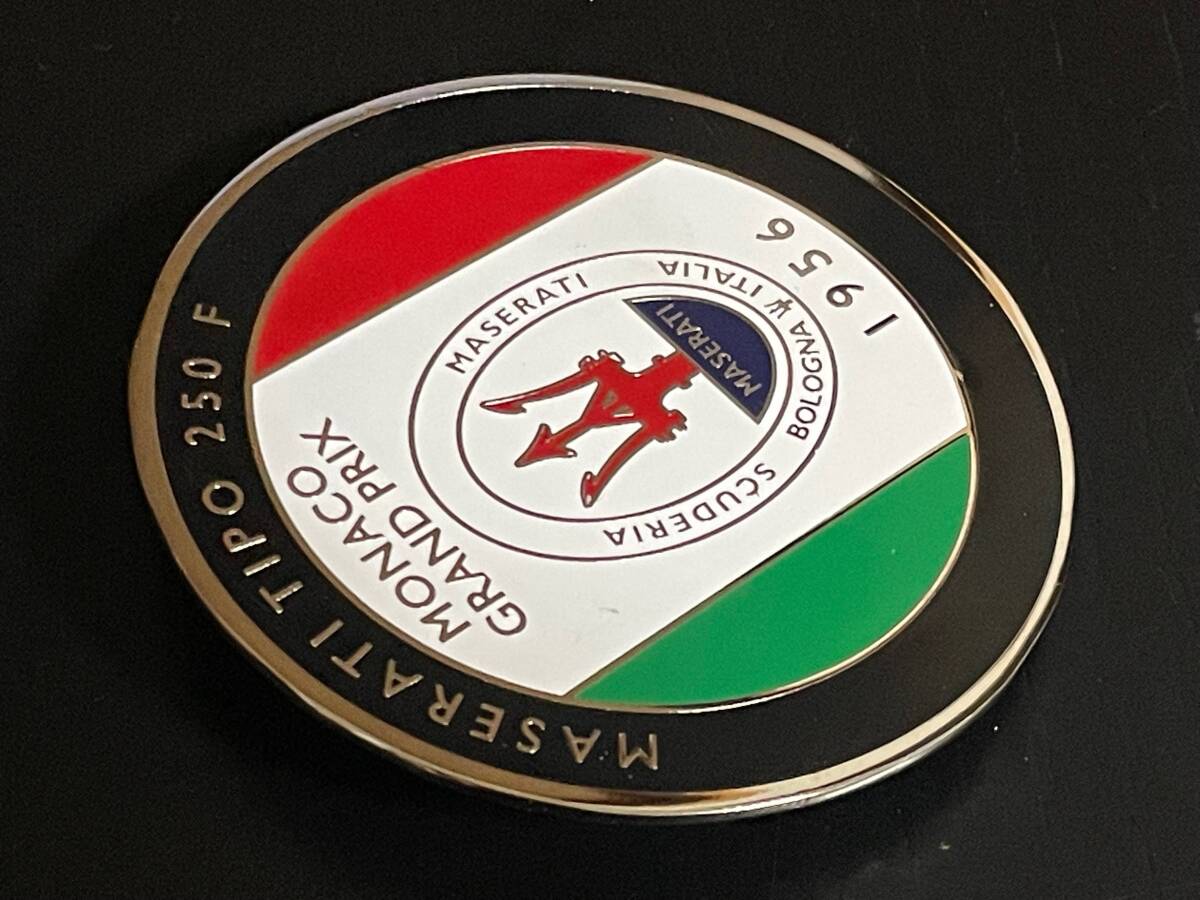 MASERATI TIPO 250 F
MONACO
GRAND PRIX
SCUDERIA MASERATI
MASERATI
BOLOGNA ITALIA
1956